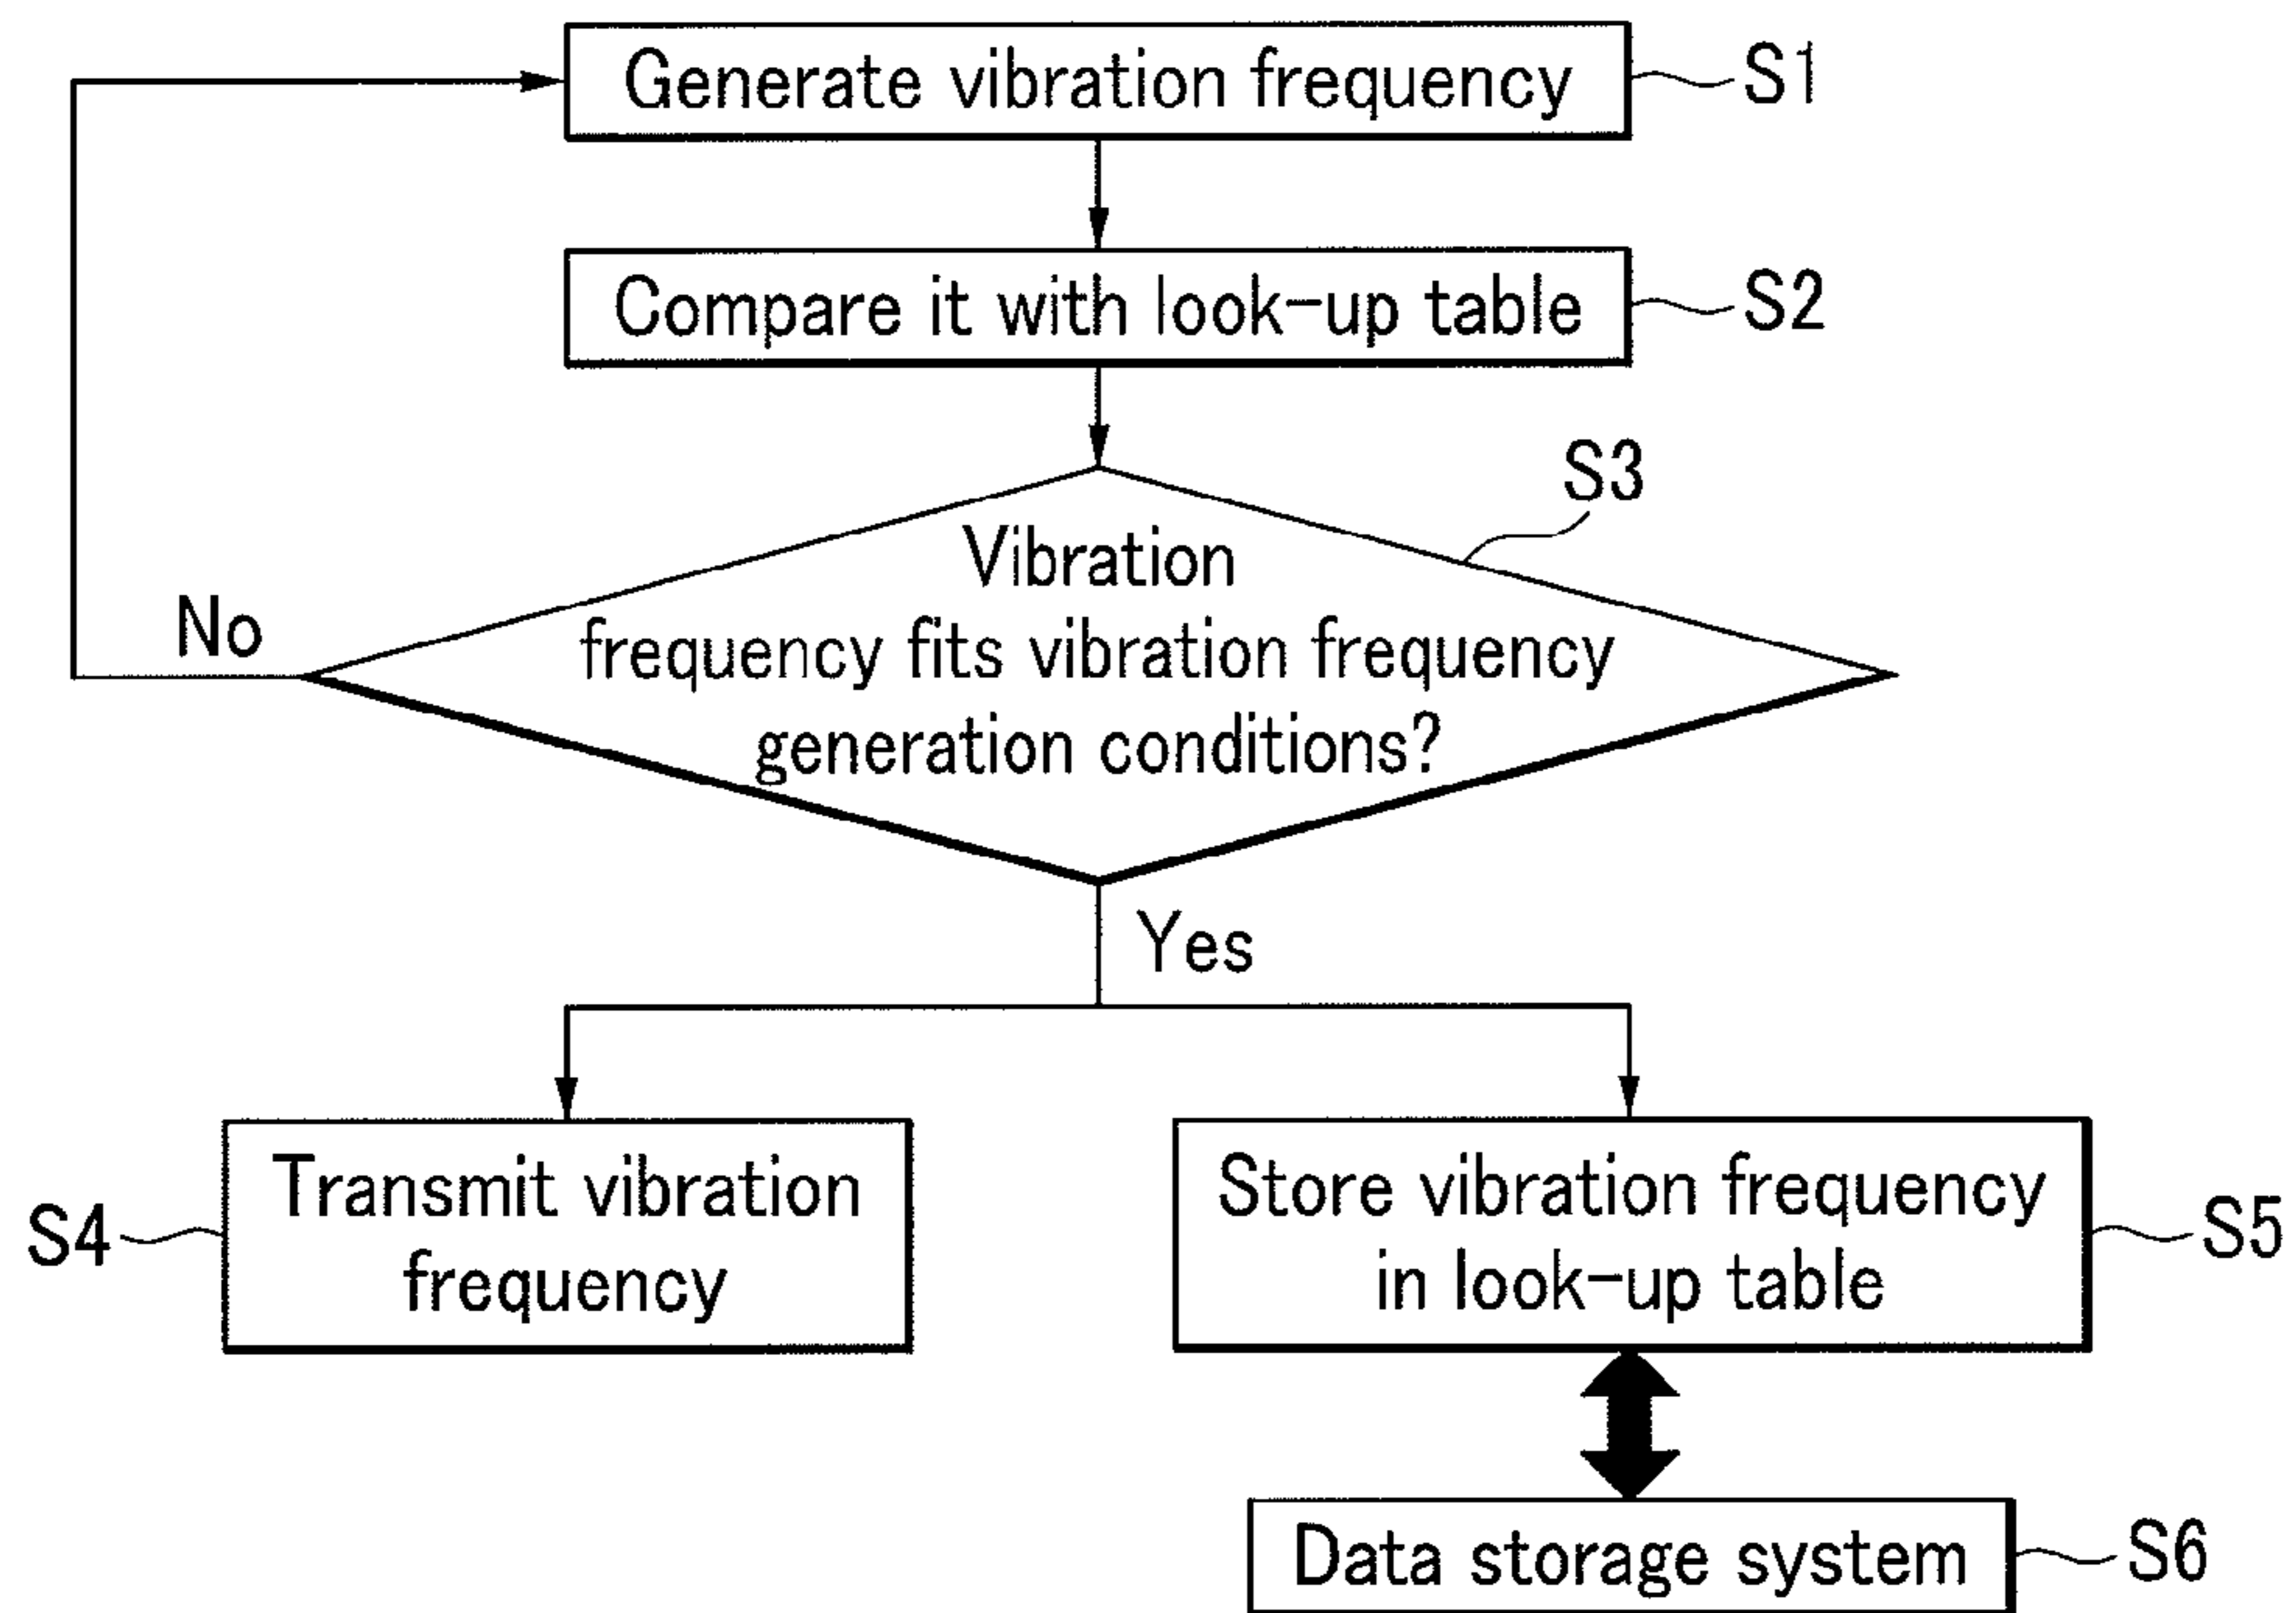 Generate vibration frequency
S1
Compare it with look-up table
S2
S3
Vibration
frequency fits vibration frequency
generation conditions?
No
Yes
Transmit vibration
frequency
S4
Store vibration frequency
in look-up table
S5
Data storage system
S6